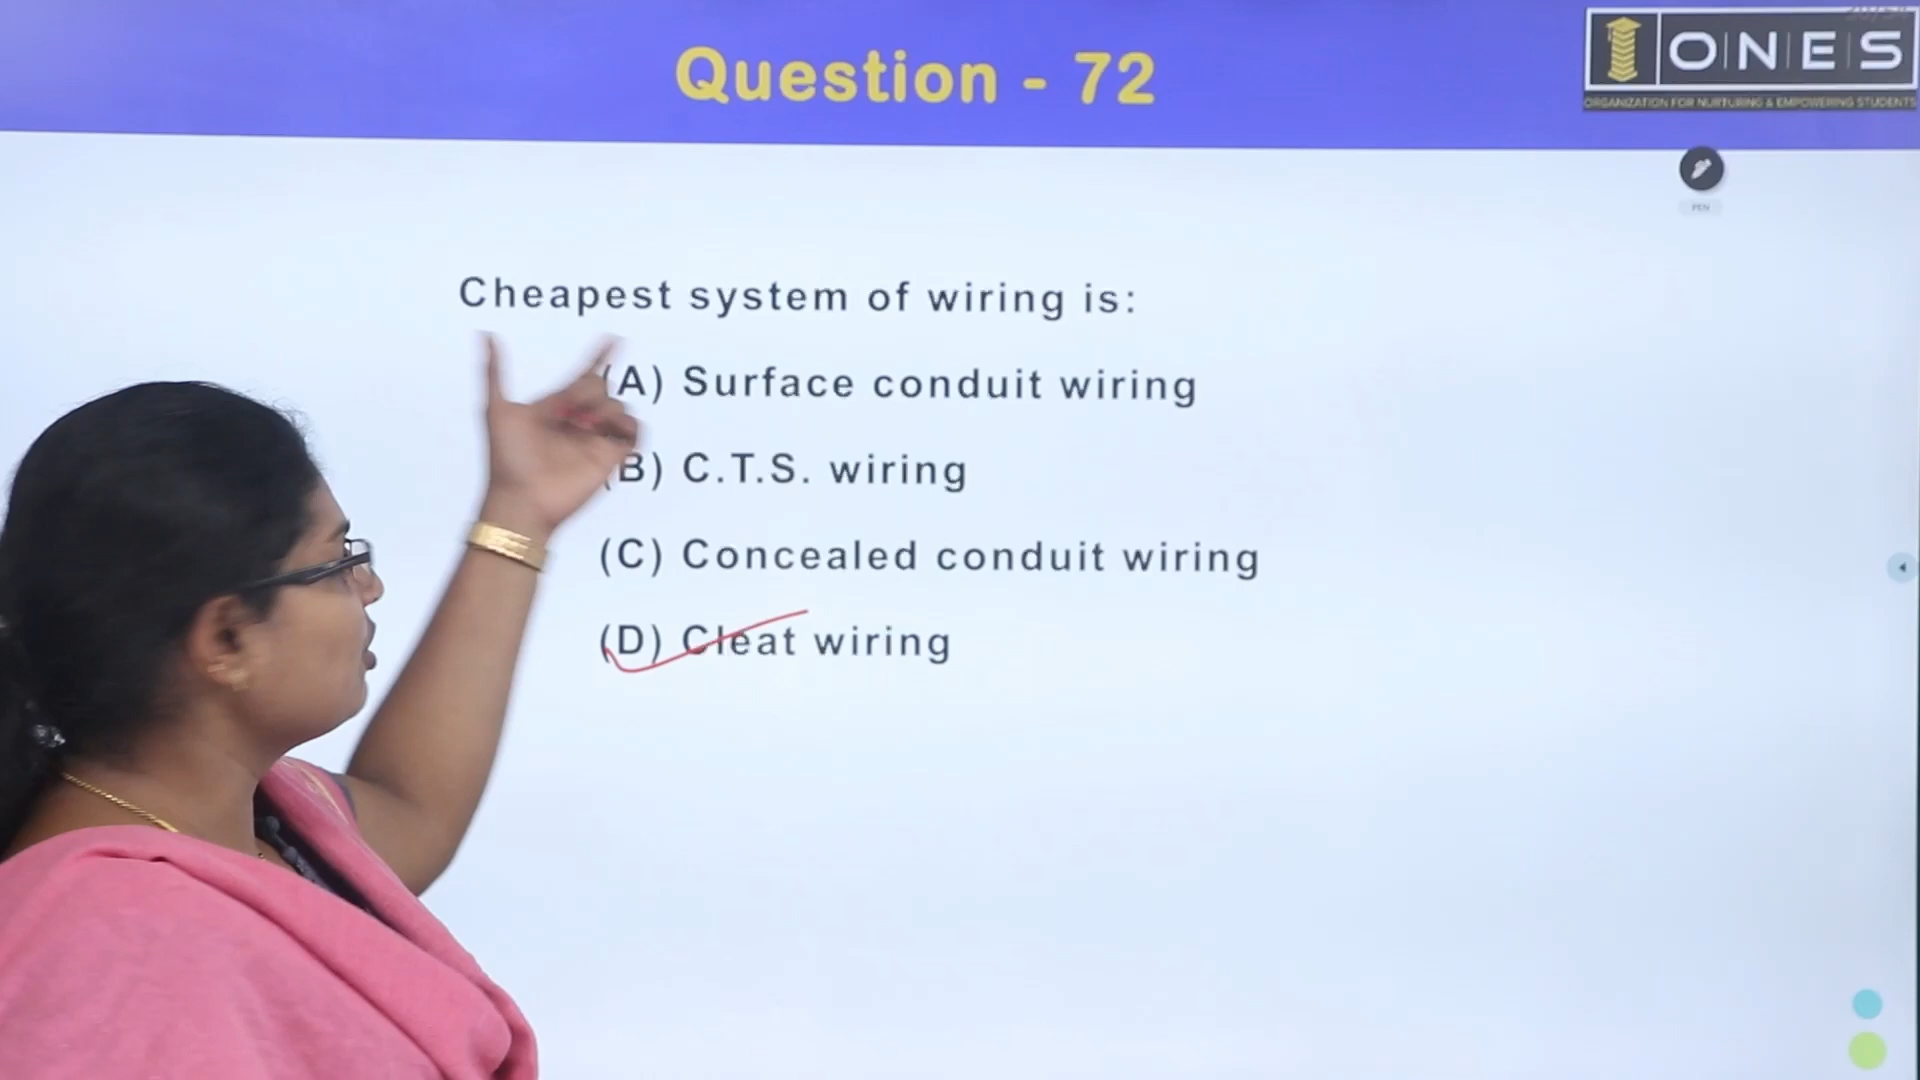 Question - 72
O|N|E|S
ORGANIZATION FOR NURTURING & EMPOWERING STUDENTS
PEN
Cheapest system of wiring is:
(A) Surface conduit wiring
(B) C.T.S. wiring
(C) Concealed conduit wiring
(D) Cleat wiring